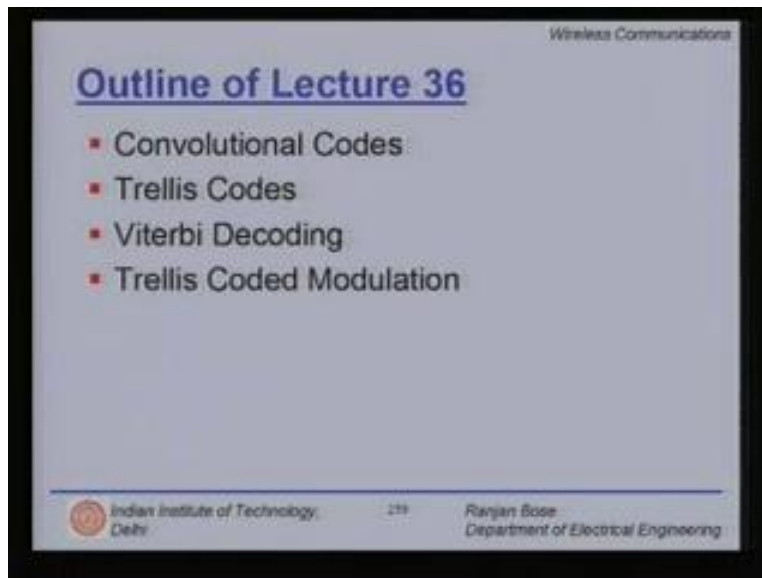 Wireless Communications
Outline of Lecture 36
Convolutional Codes
Trellis Codes
Viterbi Decoding
Trellis Coded Modulation
Indian Institute of Technology,
Delhi
Ranjan Bose
Department of Electrical Engineering